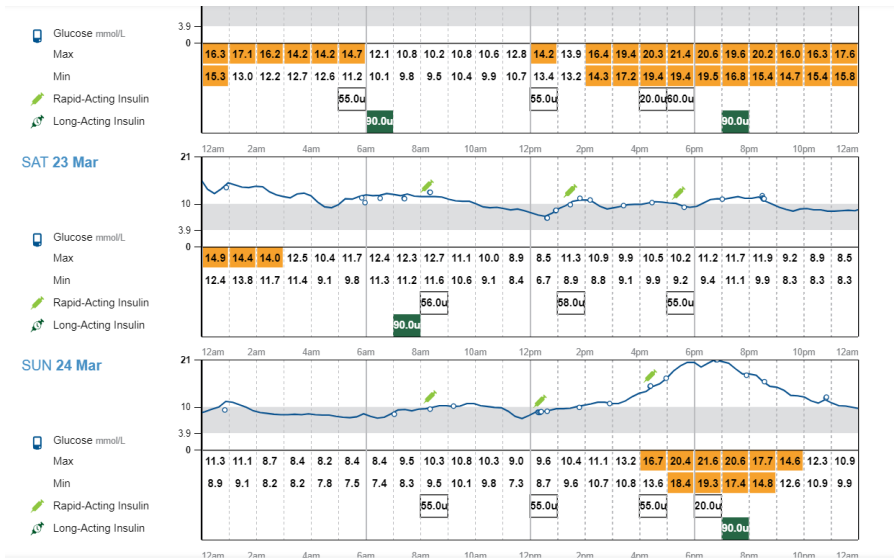 3.9
Glucose mmol/L
0
Max 16.3 17.1 16.2 14.2 14.2 14.7 12.1 10.8 10.2 10.8 10.6 12.8 14.2 13.9 16.4 19.4 20.3 21.4 20.6 19.6 20.2 16.0 16.3 17.6
Min 15.3 13.0 12.2 12.7 12.6 11.2 10.1 9.8 9.5 10.4 9.9 10.7 13.4 13.2 14.3 17.2 19.4 19.4 19.5 16.8 15.4 14.7 15.4 15.8
Rapid-Acting Insulin 55.0u 55.0u 20.0u 60.0u
Long-Acting Insulin 90.0u 90.0u
12am 2am 4am 6am 8am 10am 12pm 2pm 4pm 6pm 8pm 10pm 12am
SAT 23 Mar
21
10
3.9
Glucose mmol/L
0
Max 14.9 14.4 14.0 12.5 10.4 11.7 12.4 12.3 12.7 11.1 10.0 8.9 8.5 11.3 10.9 9.9 10.5 10.2 11.2 11.7 11.9 9.2 8.9 8.5
Min 12.4 13.8 11.7 11.4 9.1 9.8 11.3 11.2 11.6 10.6 9.1 8.4 6.7 8.9 8.8 9.1 9.9 9.2 9.4 11.1 9.9 8.3 8.3 8.3
Rapid-Acting Insulin 56.0u 58.0u 55.0u
Long-Acting Insulin 90.0u
12am 2am 4am 6am 8am 10am 12pm 2pm 4pm 6pm 8pm 10pm 12am
SUN 24 Mar
21
10
3.9
Glucose mmol/L
0
Max 11.3 11.1 8.7 8.4 8.2 8.4 8.4 9.5 10.3 10.8 10.3 9.0 9.6 10.4 11.1 13.2 16.7 20.4 21.6 20.6 17.7 14.6 12.3 10.9
Min 8.9 9.1 8.2 8.2 7.8 7.5 7.4 8.3 9.5 10.1 9.8 7.3 8.7 9.6 10.7 10.8 13.6 18.4 19.3 17.4 14.8 12.6 10.9 9.9
Rapid-Acting Insulin 55.0u 55.0u 55.0u 20.0u
Long-Acting Insulin 90.0u
12am 2am 4am 6am 8am 10am 12pm 2pm 4pm 6pm 8pm 10pm 12am